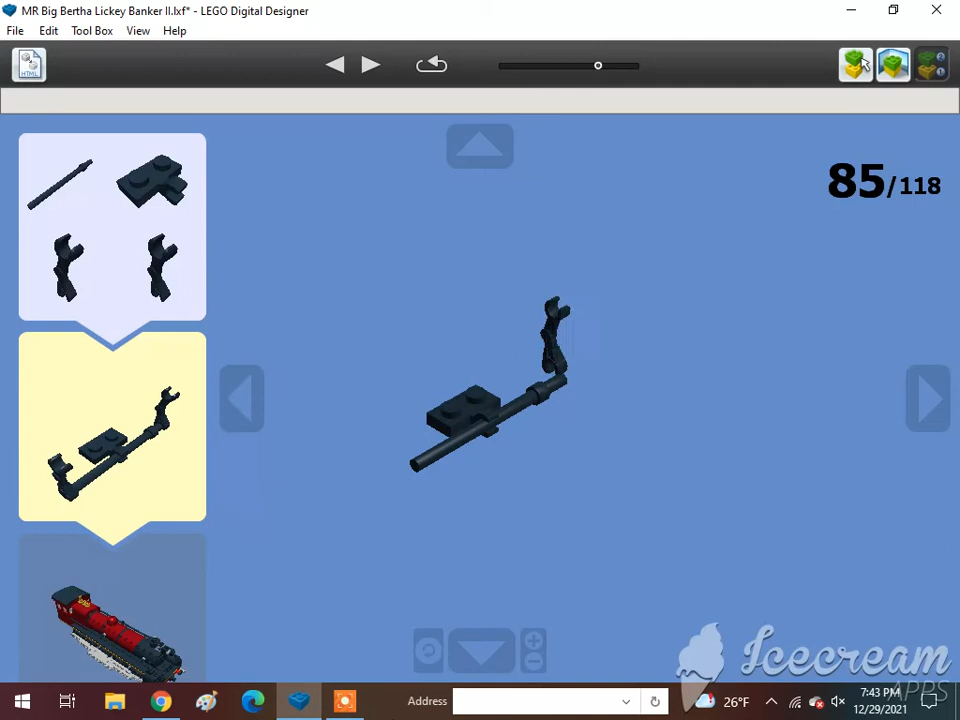 MR Big Bertha Lickey Banker II.lxf* - LEGO Digital Designer
File Edit Tool Box View Help
HTML
85/118
Icecream
APPS
Address
26°F
7:43 PM
12/29/2021